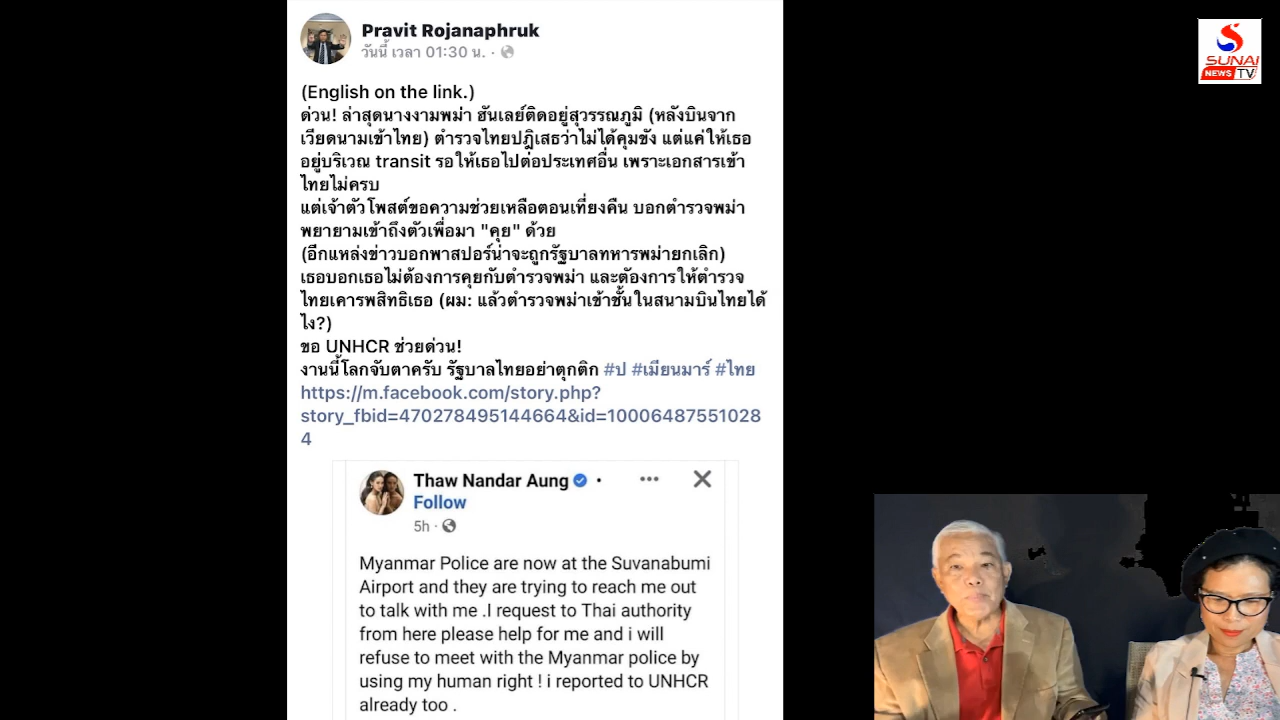 Pravit Rojanaphruk
วันนี้ เวลา 01:30 น. ·
SUNAI
NEWS TV
(English on the link.)
ด่วน! ล่าสุดนางงามพม่า ฮันเลย์ติดอยู่สุวรรณภูมิ (หลังบินจาก
เวียดนามเข้าไทย) ตำรวจไทยปฎิเสธว่าไม่ได้คุมขัง แต่แค่ให้เธอ
อยู่บริเวณ transit รอให้เธอไปต่อประเทศอื่น เพราะเอกสารเข้า
ไทยไม่ครบ
แต่เจ้าตัวโพสต์ขอความช่วยเหลือตอนเที่ยงคืน บอกตำรวจพม่า
พยายามเข้าถึงตัวเพื่อมา "คุย" ด้วย
(อีกแหล่งข่าวบอกพาสปอร์น่าจะถูกรัฐบาลทหารพม่ายกเลิก)
เธอบอกเธอไม่ต้องการคุยกับตำรวจพม่า และต้องการให้ตำรวจ
ไทยเคารพสิทธิเธอ (ผม: แล้วตำรวจพม่าเข้าชั้นในสนามบินไทยได้
ไง?)
ขอ UNHCR ช่วยด่วน!
งานนี้โลกจับตาครับ รัฐบาลไทยอย่าตุกติก #ป #เมียนมาร์ #ไทย
https://m.facebook.com/story.php?
story_fbid=470278495144664&id=10006487551028
4
Thaw Nandar Aung ·
Follow
5h ·
Myanmar Police are now at the Suvanabumi
Airport and they are trying to reach me out
to talk with me .I request to Thai authority
from here please help for me and i will
refuse to meet with the Myanmar police by
using my human right ! i reported to UNHCR
already too .